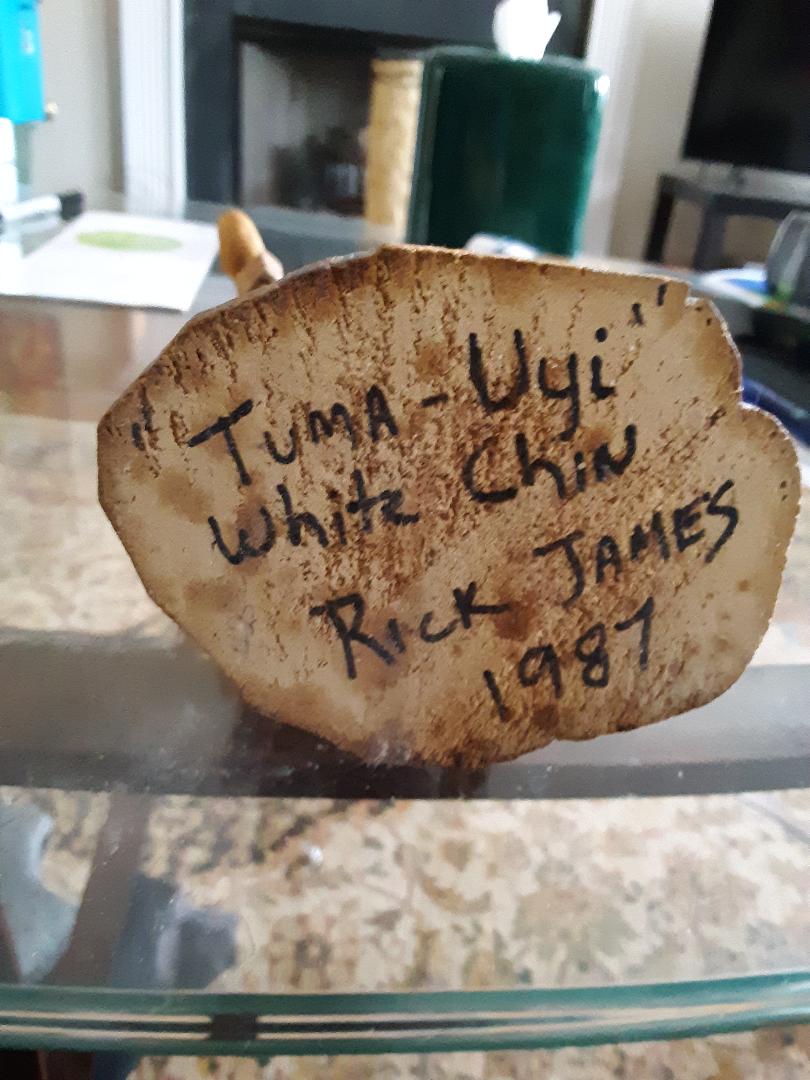 "Tuma-Uyi"
White Chin
Rick James
1987